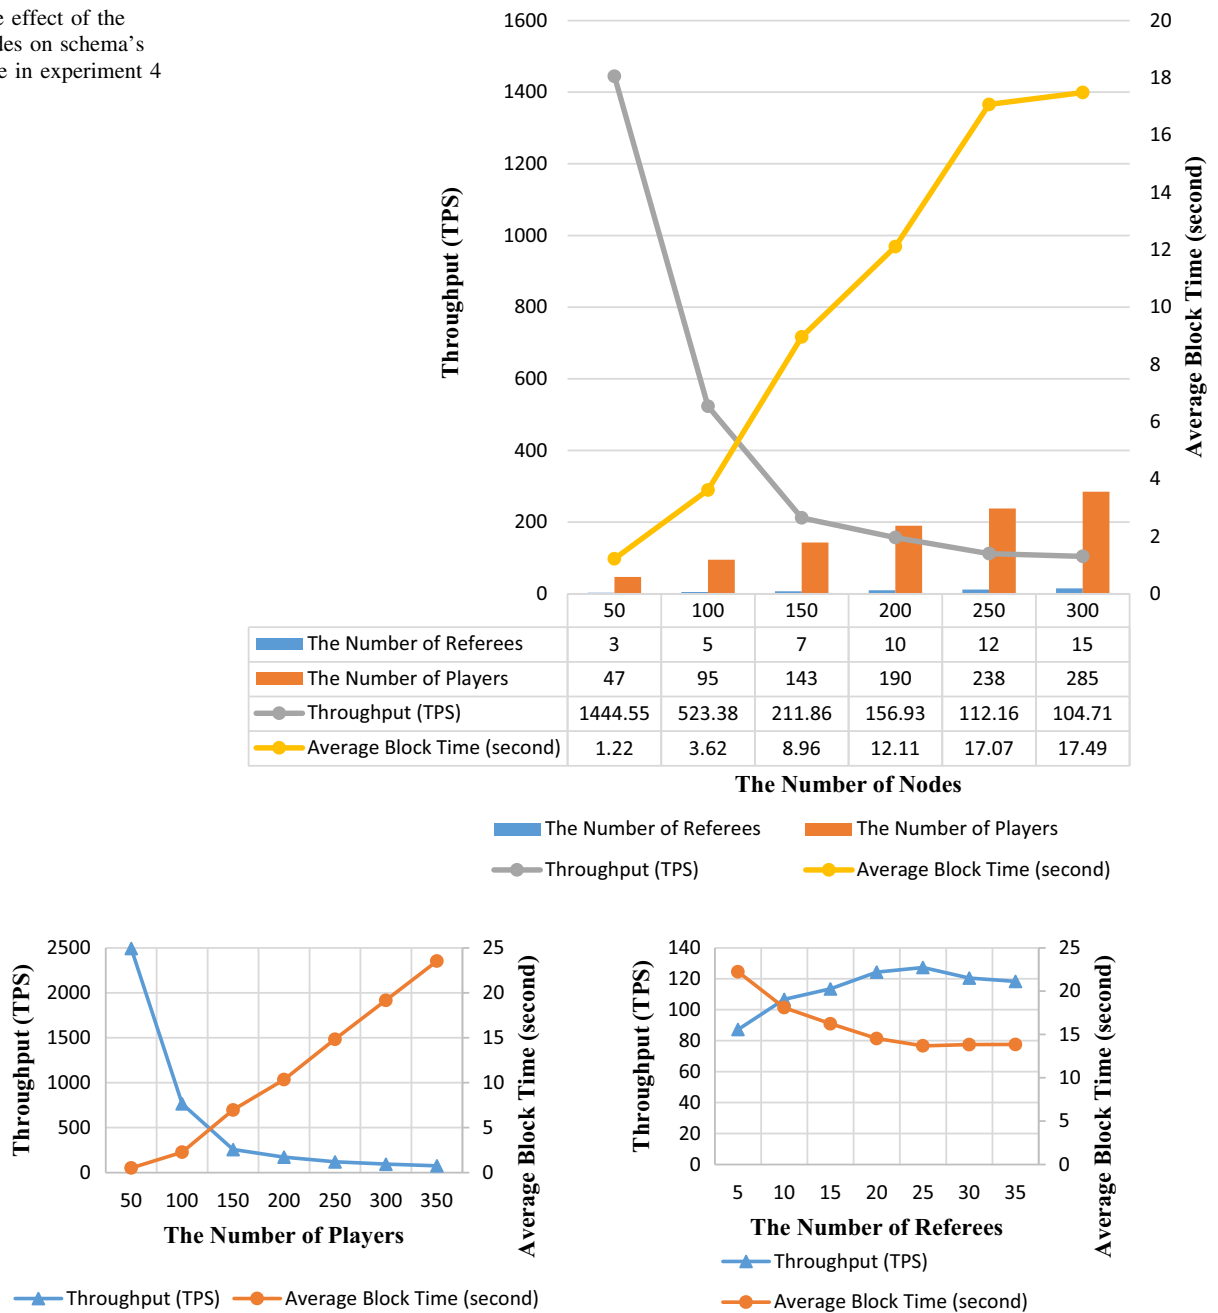 effect of the
on schema's
in experiment 4
1600
1400
1200
1000
800
600
400
200
0
Throughput (TPS)
20
18
16
14
12
10
8
6
4
2
0
Average Block Time (second)
50 100 150 200 250 300
The Number of Referees 3 5 7 10 12 15
The Number of Players 47 95 143 190 238 285
Throughput (TPS) 1444.55 523.38 211.86 156.93 112.16 104.71
Average Block Time (second) 1.22 3.62 8.96 12.11 17.07 17.49
The Number of Nodes
The Number of Referees The Number of Players
Throughput (TPS) Average Block Time (second)
2500
2000
1500
1000
500
0
Throughput (TPS)
25
20
15
10
5
0
Average Block Time (second)
50 100 150 200 250 300 350
The Number of Players
Throughput (TPS) Average Block Time (second)
140
120
100
80
60
40
20
0
Throughput (TPS)
25
20
15
10
5
0
Average Block Time (second)
5 10 15 20 25 30 35
The Number of Referees
Throughput (TPS)
Average Block Time (second)